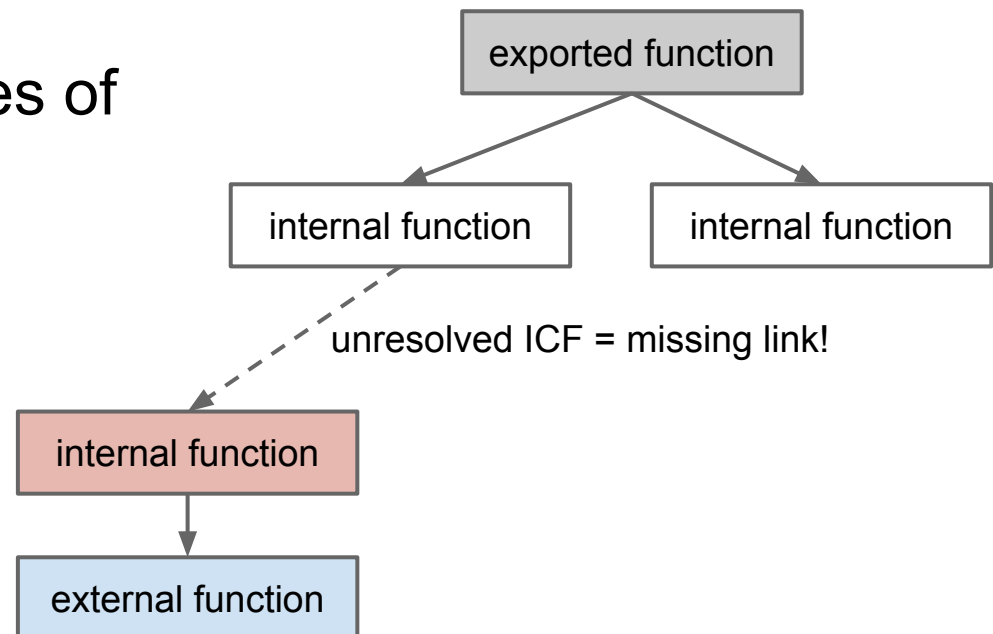 exported function
es of
internal function
internal function
unresolved ICF = missing link!
internal function
external function